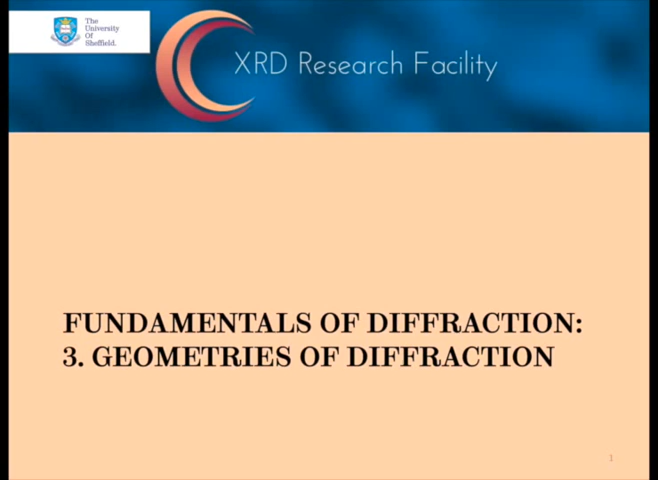 The
University
Of
Sheffield.
XRD Research Facility
FUNDAMENTALS OF DIFFRACTION:
3. GEOMETRIES OF DIFFRACTION
1